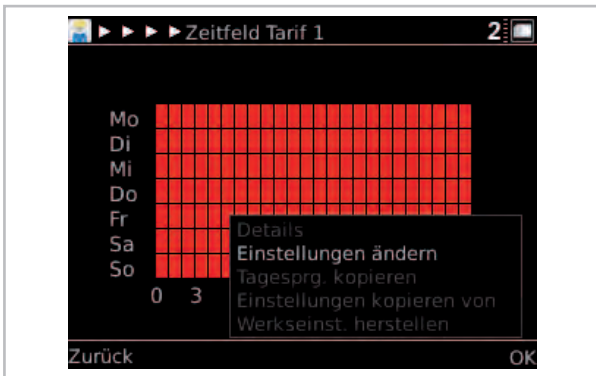 Zeitfeld Tarif 1 2
Mo
Di
Mi
Do
Fr
Sa
So
0 3
Details
Einstellungen ändern
Tagesprg. kopieren
Einstellungen kopieren von
Werkseinst. herstellen
Zurück OK